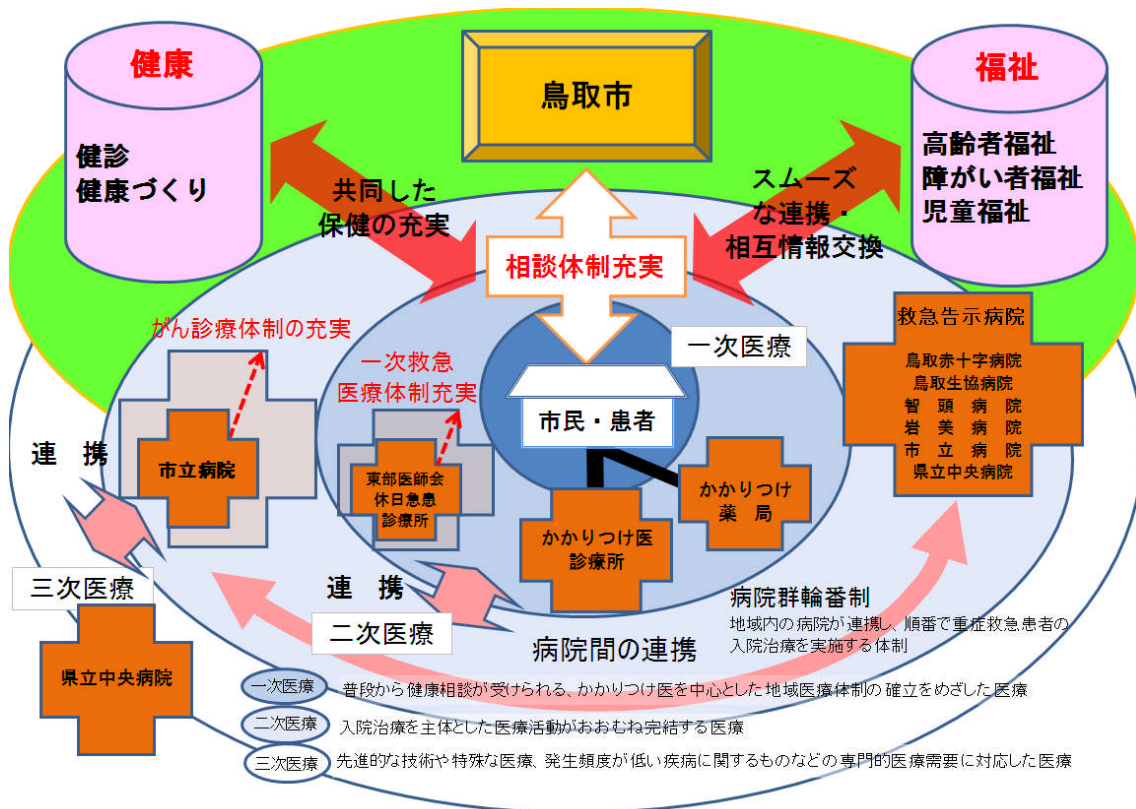 健康
健診
健康づくり
鳥取市
福祉
高齢者福祉
障がい者福祉
児童福祉
共同した
保健の充実
スムーズ
な連携・
相互情報交換
相談体制充実
がん診療体制の充実
一次救急
医療体制充実
一次医療
救急告示病院
鳥取赤十字病院
鳥取生協病院
智頭病院
岩美病院
市立病院
県立中央病院
連携
市立病院
東部医師会
休日急患
診療所
市民・患者
かかりつけ
薬局
かかりつけ医
診療所
三次医療
県立中央病院
連携
二次医療
病院間の連携
病院群輪番制
地域内の病院が連携し、順番で重症救急患者の
入院治療を実施する体制
一次医療 普段から健康相談が受けられる、かかりつけ医を中心とした地域医療体制の確立をめざした医療
二次医療 入院治療を主体とした医療活動がおおむね完結する医療
三次医療 先進的な技術や特殊な医療、発生頻度が低い疾病に関するものなどの専門的医療需要に対応した医療